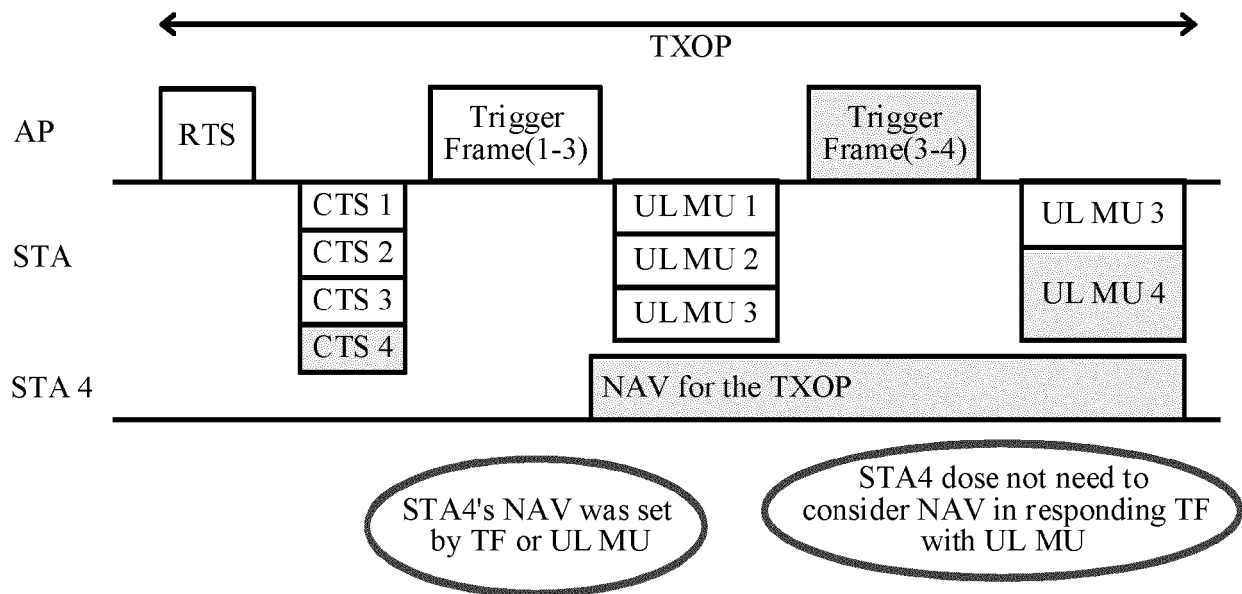 TXOP
AP
RTS
Trigger
Frame(1-3)
Trigger
Frame(3-4)
STA
CTS 1
CTS 2
CTS 3
CTS 4
UL MU 1
UL MU 2
UL MU 3
UL MU 3
UL MU 4
STA 4
NAV for the TXOP
STA4's NAV was set
by TF or UL MU
STA4 dose not need to
consider NAV in responding TF
with UL MU